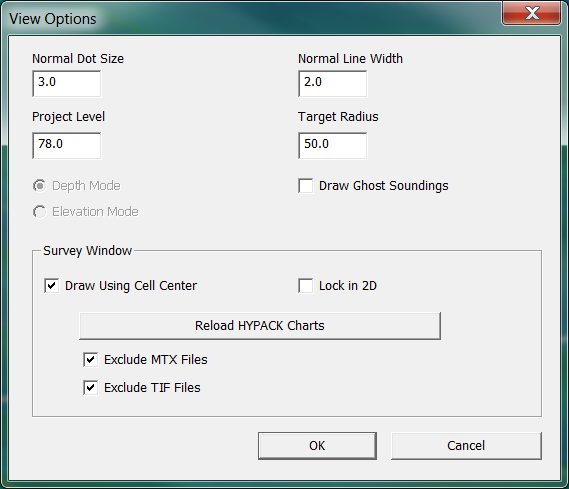 View Options
Normal Dot Size
Normal Line Width
3.0
2.0
Project Level
Target Radius
78.0
50.0
Depth Mode
Draw Ghost Soundings
Elevation Mode
Survey Window
Draw Using Cell Center
Lock in 2D
Reload HYPACK Charts
Exclude MTX Files
Exclude TIF Files
OK
Cancel